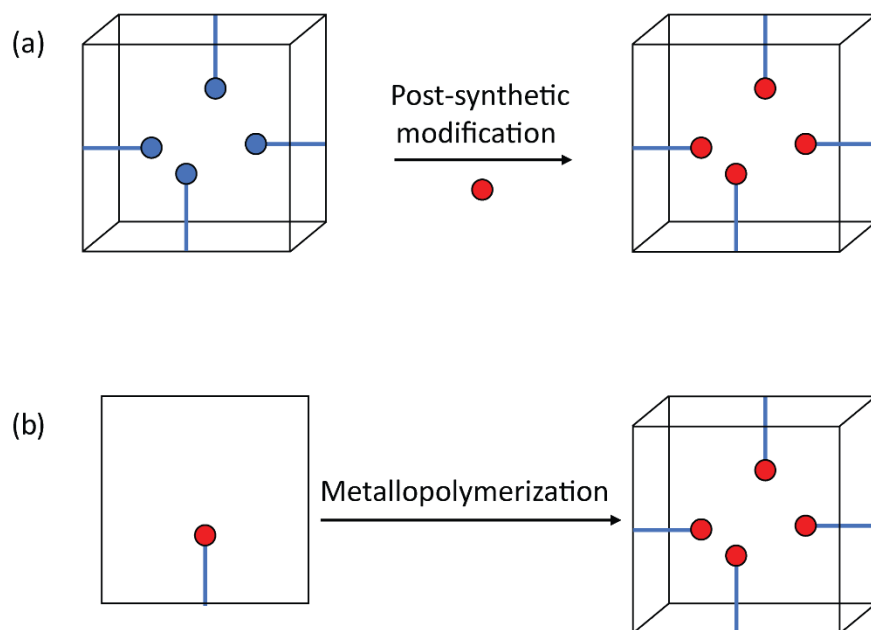 (a)
Post-synthetic
modification
(b)
Metallopolymerization